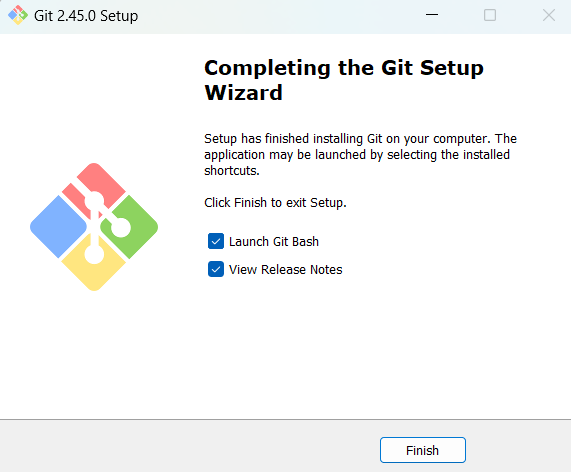 Git 2.45.0 Setup
Completing the Git Setup
Wizard
Setup has finished installing Git on your computer. The
application may be launched by selecting the installed
shortcuts.
Click Finish to exit Setup.
Launch Git Bash
View Release Notes
Finish